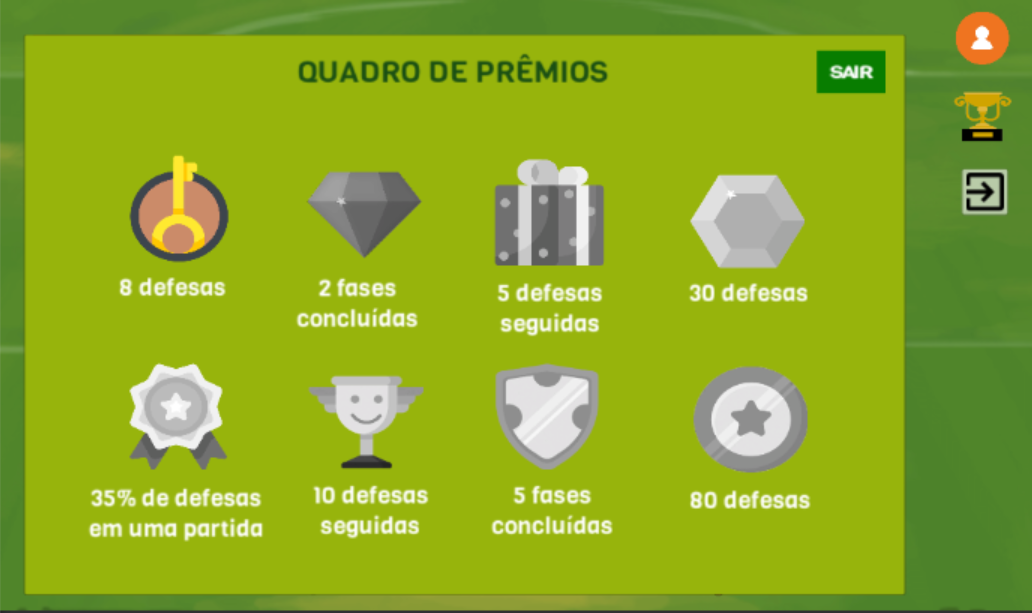 QUADRO DE PRÊMIOS
SAIR
8 defesas
2 fases
concluídas
5 defesas
seguidas
30 defesas
35% de defesas
em uma partida
10 defesas
seguidas
5 fases
concluídas
80 defesas